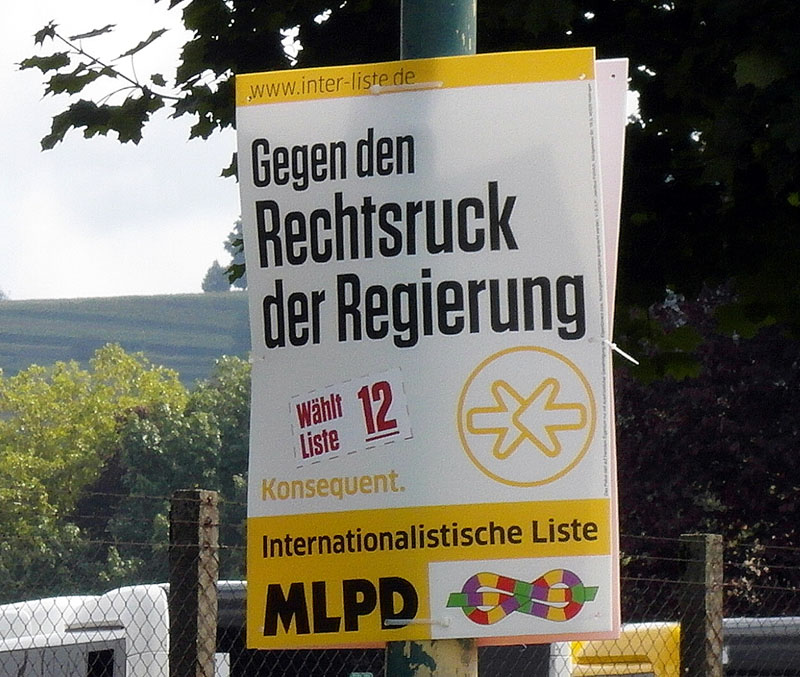 www.inter-liste.de
Gegen den
Rechtsruck
der Regierung
Wählt
Liste
12
Konsequent.
Internationalistische Liste
MLPD